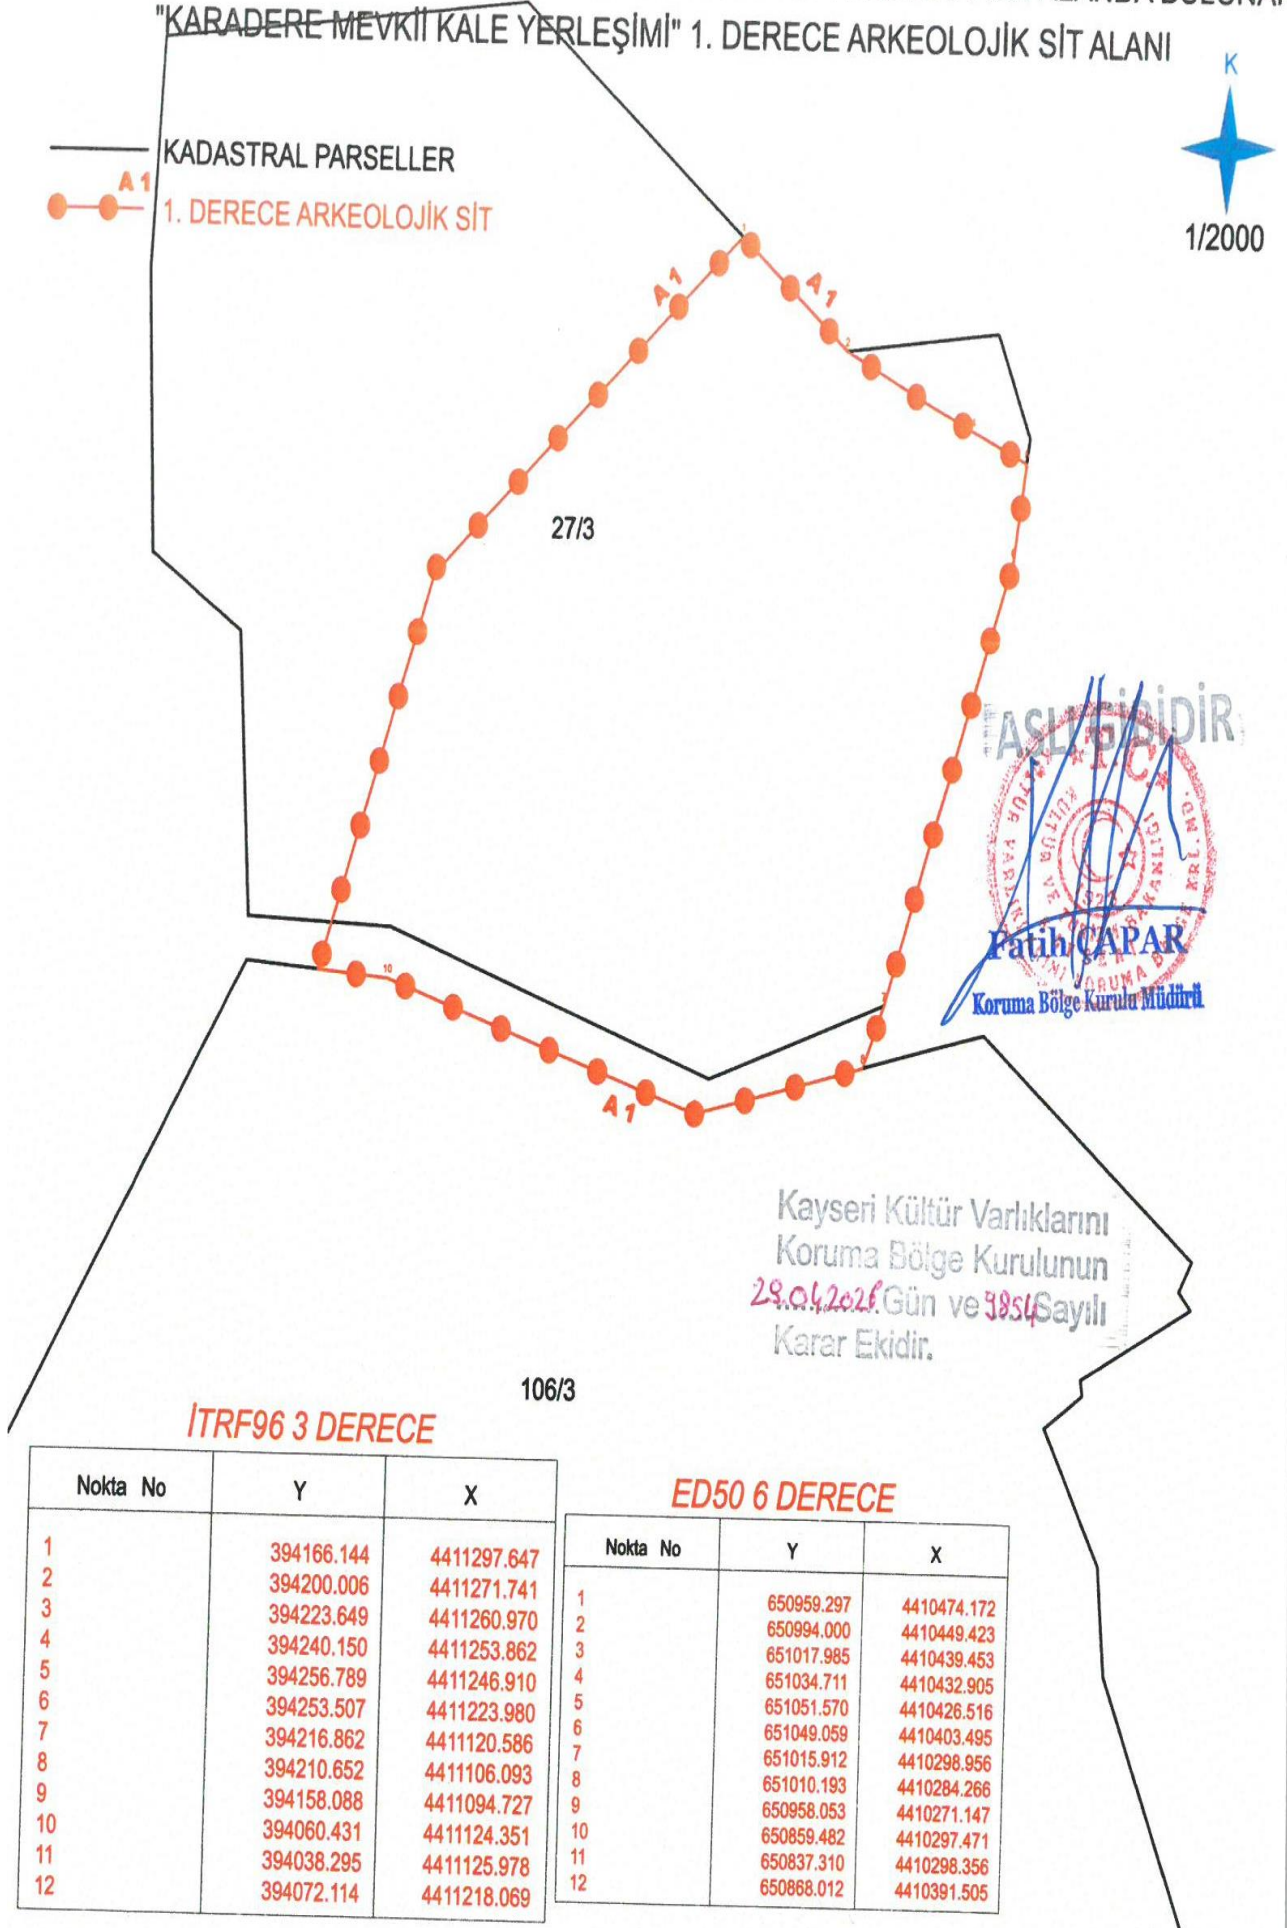 "KARADERE MEVKİİ KALE YERLEŞİMİ" 1. DERECE ARKEOLOJİK SİT ALANI
K
1/2000
KADASTRAL PARSELLER
A 1
1. DERECE ARKEOLOJİK SİT
1
A 1
A 1
2
27/3
ASLI GİBİDİR
T.C.
Fatih ÇAPAR
Koruma Bölge Kurulu Müdürü
10
7
8
A 1
Kayseri Kültür Varlıklarını
Koruma Bölge Kurulunun
Gün ve 9854 Sayılı
Karar Ekidir.
106/3
İTRF96 3 DERECE
Nokta No Y X
1 394166.144 4411297.647
2 394200.006 4411271.741
3 394223.649 4411260.970
4 394240.150 4411253.862
5 394256.789 4411246.910
6 394253.507 4411223.980
7 394216.862 4411120.586
8 394210.652 4411106.093
9 394158.088 4411094.727
10 394060.431 4411124.351
11 394038.295 4411125.978
12 394072.114 4411218.069
ED50 6 DERECE
Nokta No Y X
1 650959.297 4410474.172
2 650994.000 4410449.423
3 651017.985 4410439.453
4 651034.711 4410432.905
5 651051.570 4410426.516
6 651049.059 4410403.495
7 651015.912 4410298.956
8 651010.193 4410284.266
9 650958.053 4410271.147
10 650859.482 4410297.471
11 650837.310 4410298.356
12 650868.012 4410391.505